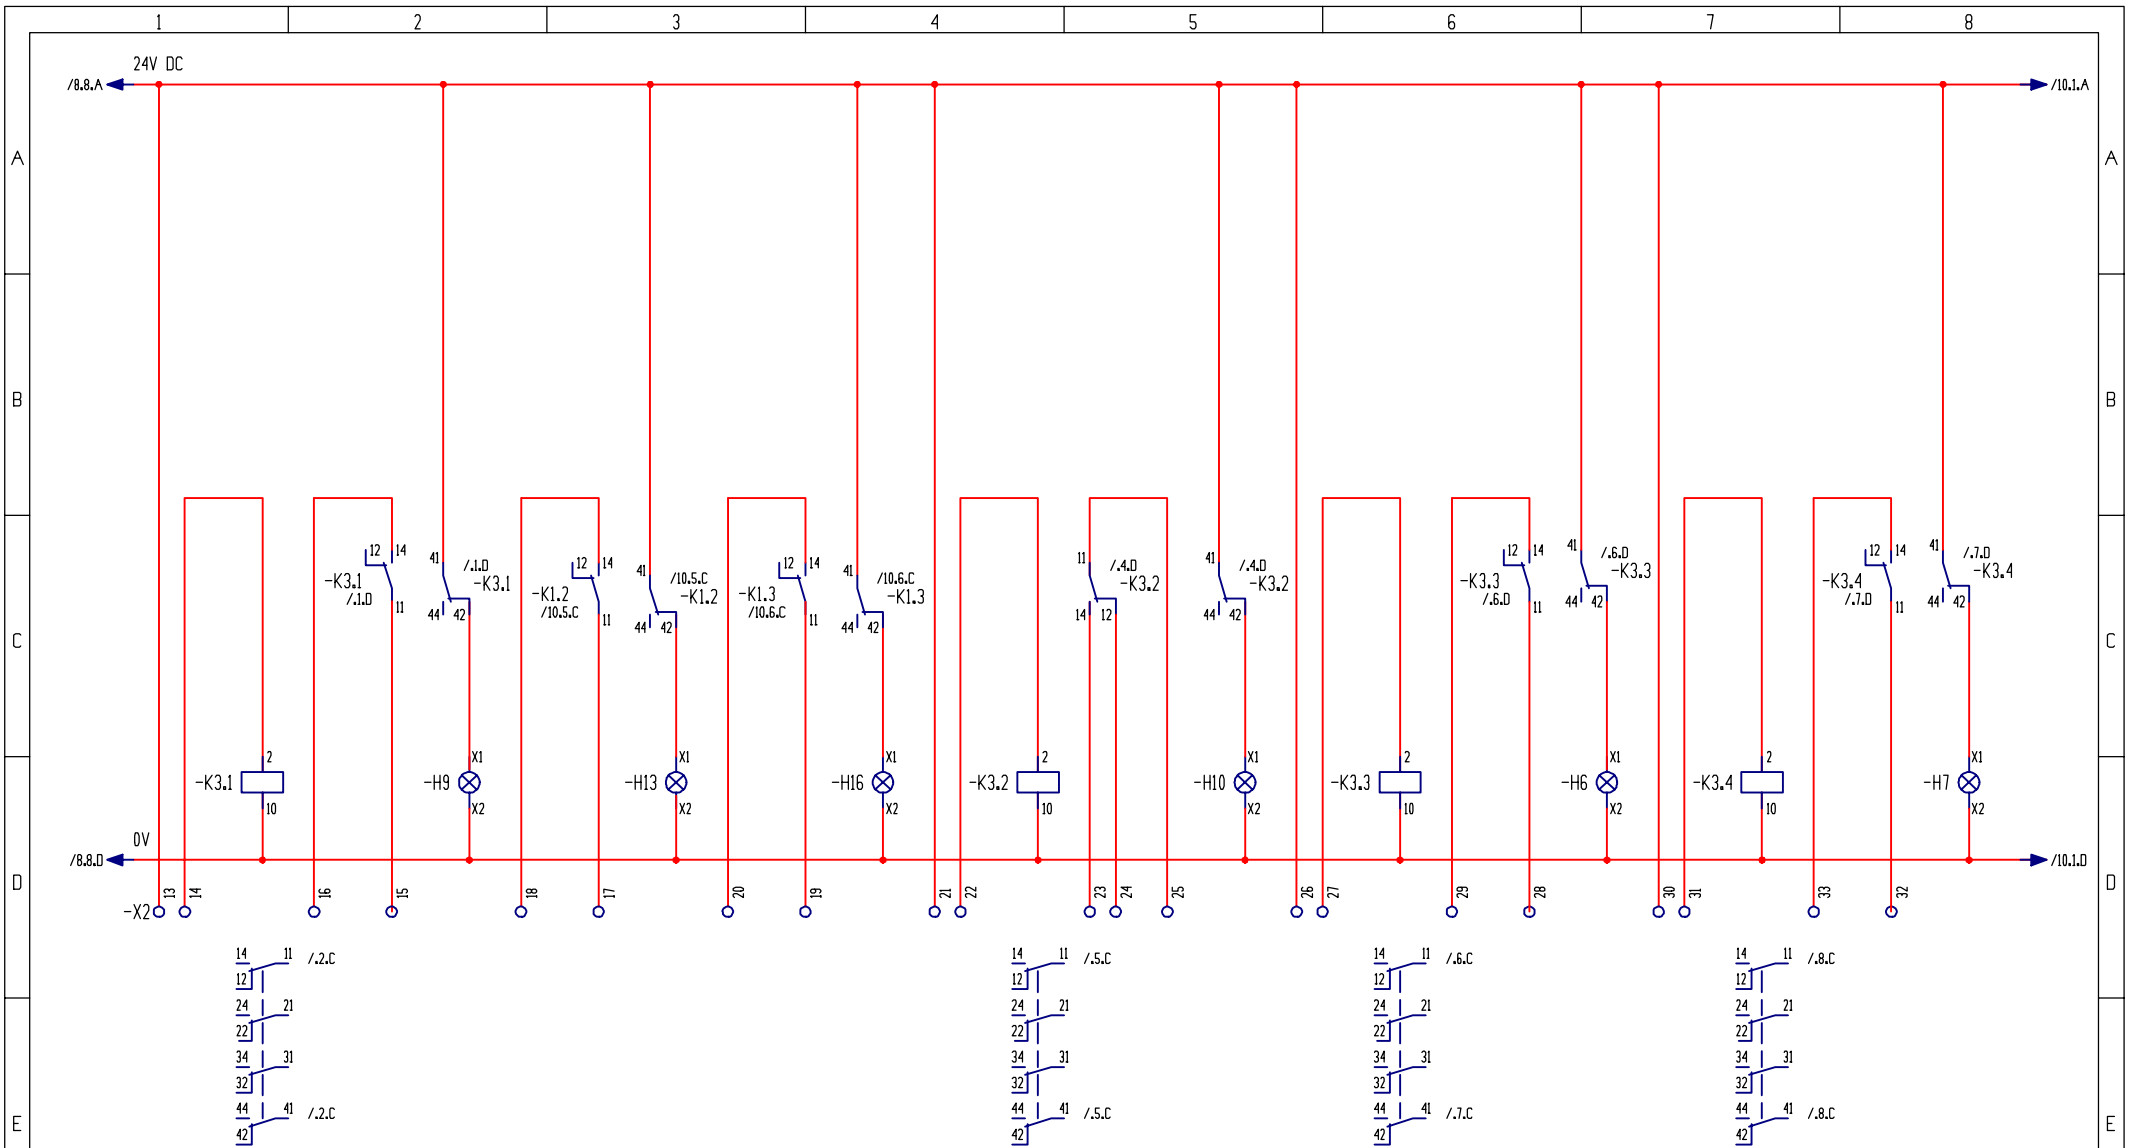 1 2 3 4 5 6 7 8
24V DC
/8.8.A /10.1.A
A A
B B
12 14 41 /.1.D 12 14 41 /10.5.C 12 14 41 /10.6.C 11 /.4.D 41 /.4.D 12 14 41 /.6.D 12 14 41 /.7.D
-K3.1 -K3.1 -K1.2 -K1.2 -K1.3 -K1.3 -K3.2 -K3.2 -K3.3 -K3.3 -K3.4 -K3.4
/.1.D /10.5.C /10.6.C /.6.D /.7.D
11 44 42 11 44 42 11 44 42 14 12 44 42 11 44 42 11 44 42
C C
2 X1 X1 X1 2 X1 2 X1 2 X1
-K3.1 -H9 -H13 -H16 -K3.2 -H10 -K3.3 -H6 -K3.4 -H7
10 X2 X2 X2 10 X2 10 X2 10 X2
0V
/8.8.D /10.1.D
D D
13 14 16 15 18 17 20 19 21 22 23 24 25 26 27 29 28 30 31 33 32
-X2
14 11 /.2.C 14 11 /.5.C 14 11 /.6.C 14 11 /.8.C
12 12 12 12
24 21 24 21 24 21 24 21
22 22 22 22
34 31 34 31 34 31 34 31
32 32 32 32
44 41 /.2.C 44 41 /.5.C 44 41 /.7.C 44 41 /.8.C
E E
42 42 42 42